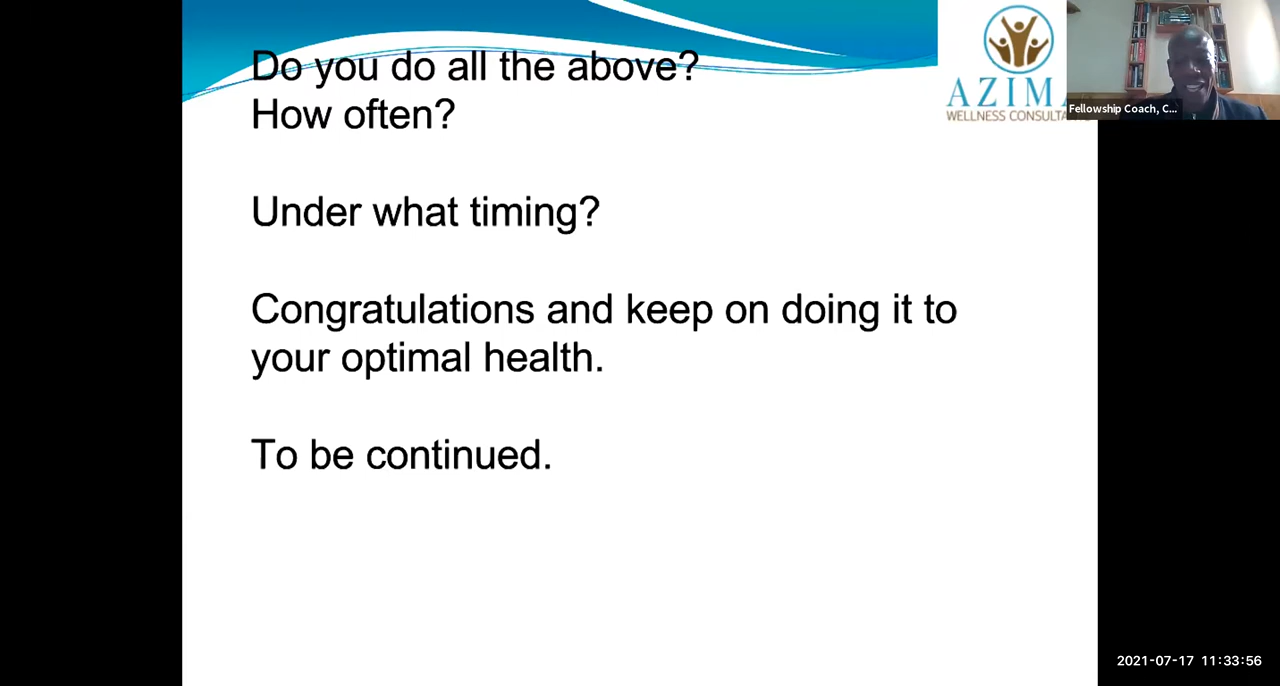 Do you do all the above?
How often?
Under what timing?
Congratulations and keep on doing it to
your optimal health.
To be continued.
AZIMA
WELLNESS CONSULTA
Fellowship Coach, C...
2021-07-17 11:33:56